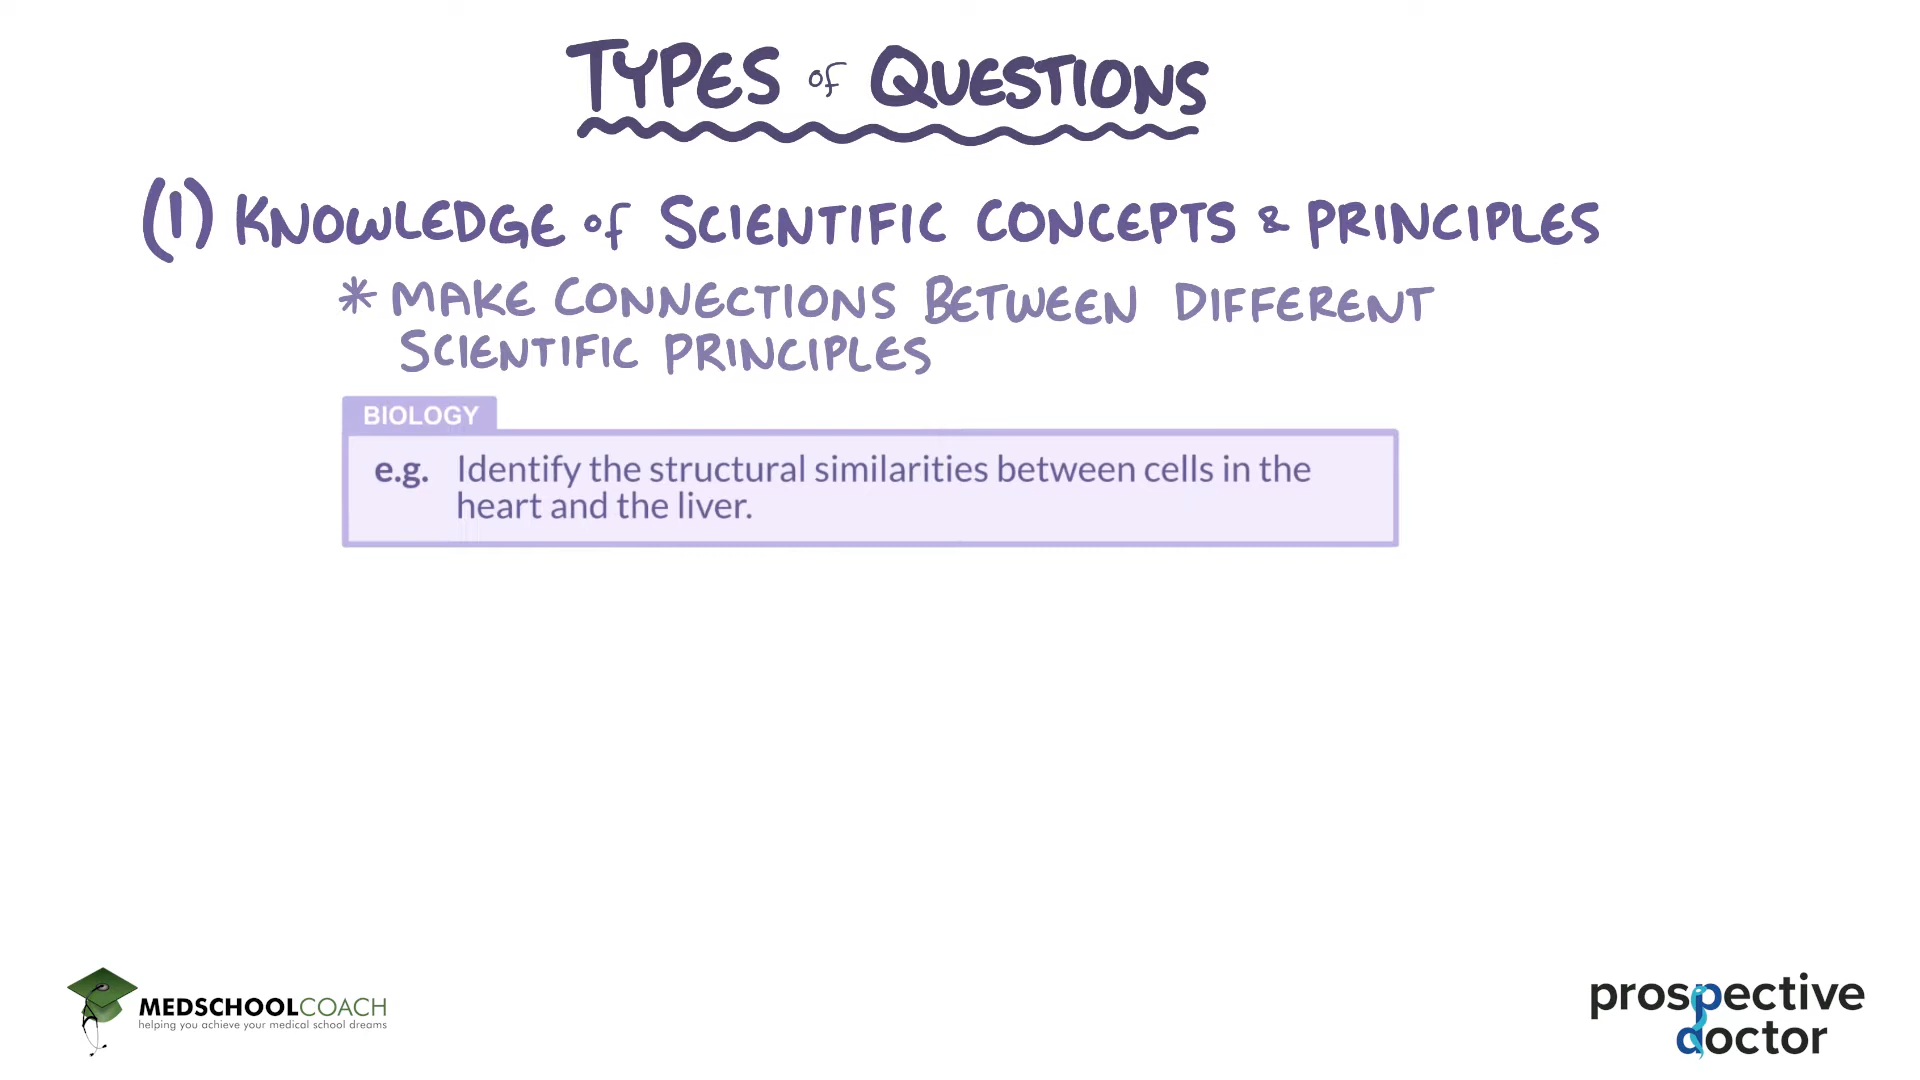 TYPES of QUESTIONS
(1) KNOWLEDGE of SCIENTIFIC CONCEPTS & PRINCIPLES
* MAKE CONNECTIONS BETWEEN DIFFERENT
SCIENTIFIC PRINCIPLES
BIOLOGY
e.g. Identify the structural similarities between cells in the
heart and the liver.
MEDSCHOOLCOACH
helping you achieve your medical school dreams
prospective
doctor